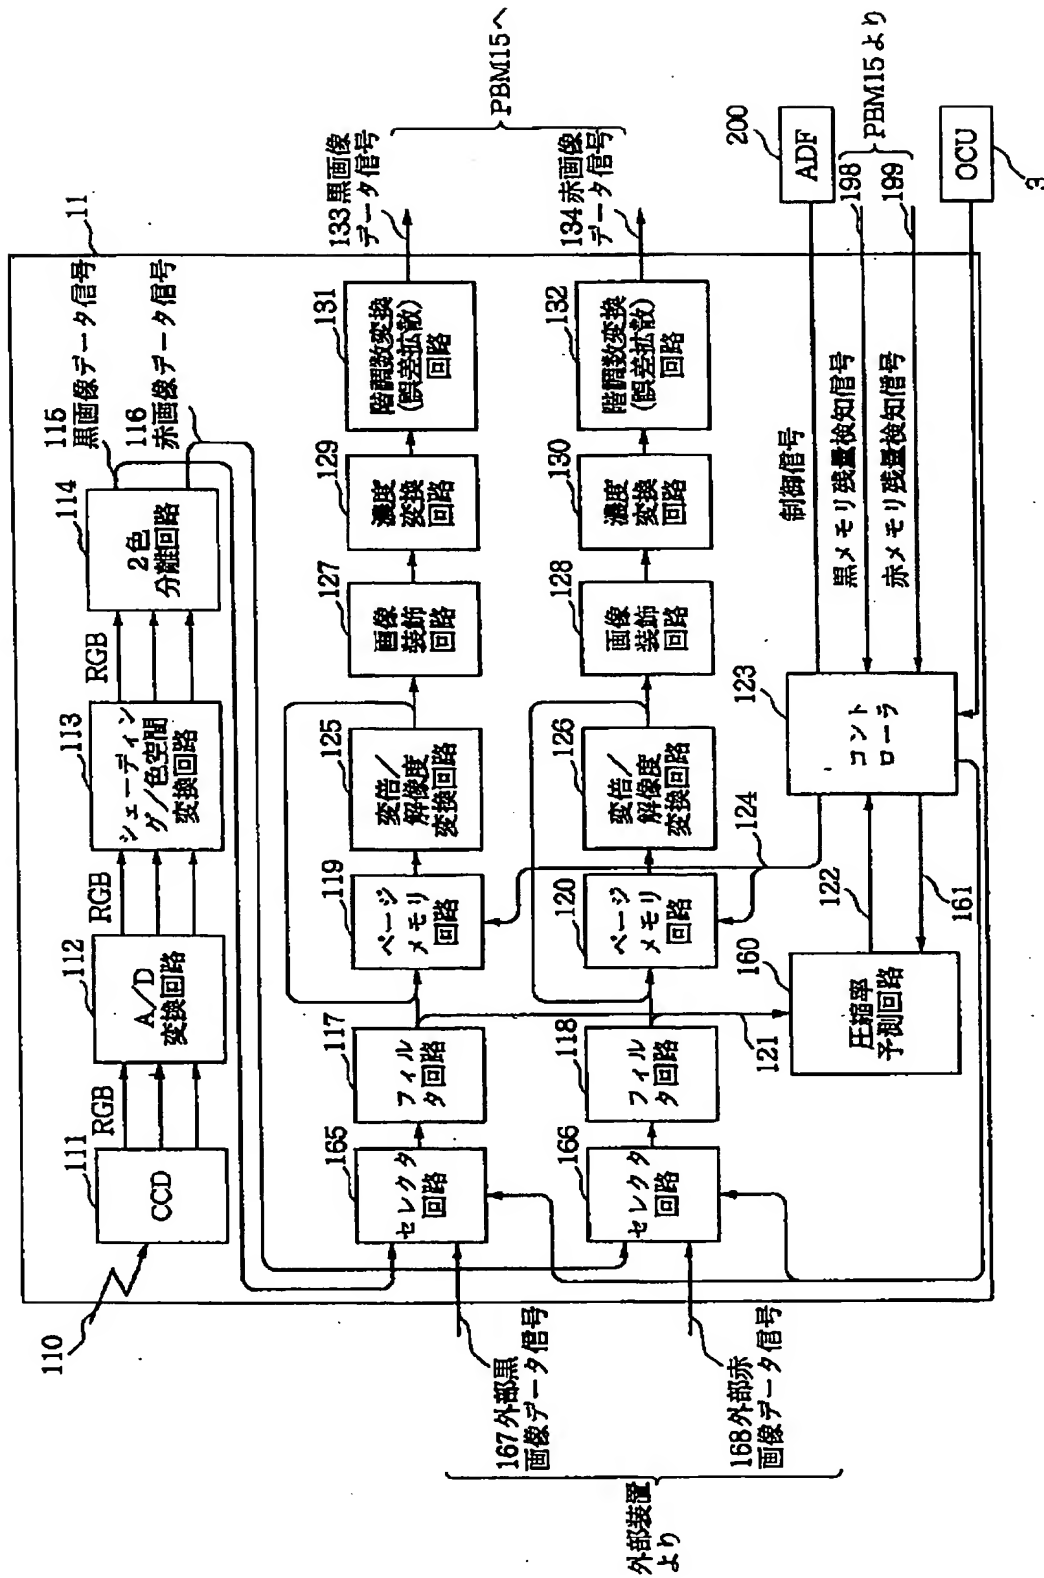 11
110
111
CCD
RGB
112
A/D
変換回路
RGB
113
シェーディン
グ/色空間
変換回路
RGB
114
2色
分離回路
115
黒画像データ信号
116
赤画像データ信号
外部装置
より
167外部黒
画像データ信号
165
セレクタ
回路
117
フィル
タ回路
119
ページ
メモリ
回路
125
変倍/
解像度
変換回路
127
画像
装飾
回路
129
濃度
変換
回路
131
階調数変換
(誤差拡散)
回路
133黒画像
データ信号
PBM15へ
168外部赤
画像データ信号
166
セレクタ
回路
118
フィル
タ回路
120
ページ
メモリ
回路
126
変倍/
解像度
変換回路
128
画像
装飾
回路
130
濃度
変換
回路
132
階調数変換
(誤差拡散)
回路
134赤画像
データ信号
121
160
圧縮率
予測回路
122
161
124
123
コント
ローラ
制御信号
黒メモリ残量検知信号
赤メモリ残量検知信号
200
ADF
198
199
PBM15より
OCU
3